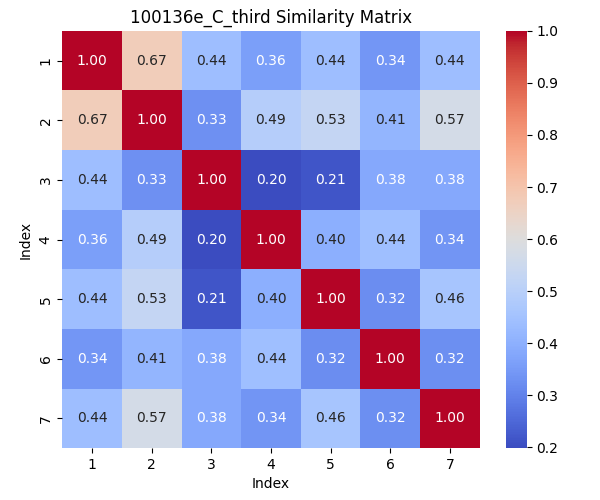 100136e_C_third Similarity Matrix
1 1.00 0.67 0.44 0.36 0.44 0.34 0.44
2 0.67 1.00 0.33 0.49 0.53 0.41 0.57
3 0.44 0.33 1.00 0.20 0.21 0.38 0.38
4 0.36 0.49 0.20 1.00 0.40 0.44 0.34
5 0.44 0.53 0.21 0.40 1.00 0.32 0.46
6 0.34 0.41 0.38 0.44 0.32 1.00 0.32
7 0.44 0.57 0.38 0.34 0.46 0.32 1.00
1 2 3 4 5 6 7
Index
Index
1.0
0.9
0.8
0.7
0.6
0.5
0.4
0.3
0.2